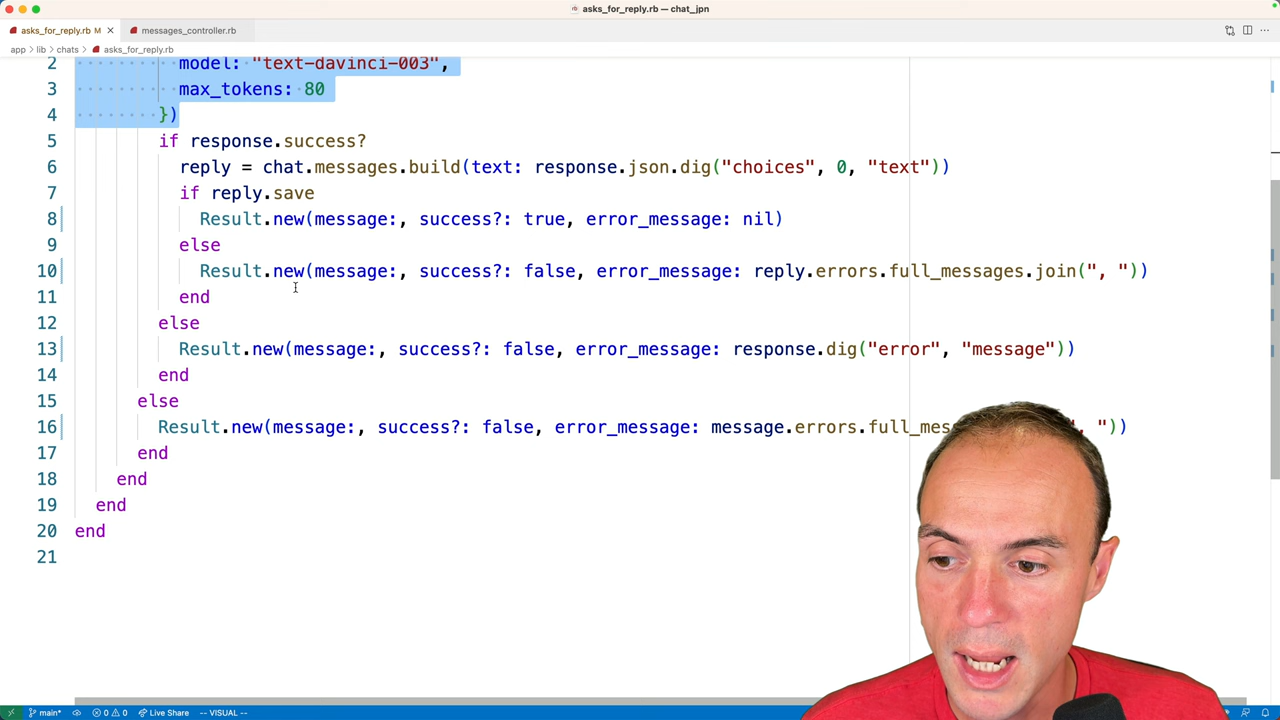 asks_for_reply.rb — chat_jpn
asks_for_reply.rb M
messages_controller.rb
app > lib > chats > asks_for_reply.rb
2 model: "text-davinci-003",
3 max_tokens: 80
4 })
5 if response.success?
6 reply = chat.messages.build(text: response.json.dig("choices", 0, "text"))
7 if reply.save
8 Result.new(message:, success?: true, error_message: nil)
9 else
10 Result.new(message:, success?: false, error_message: reply.errors.full_messages.join(", "))
11 end
12 else
13 Result.new(message:, success?: false, error_message: response.dig("error", "message"))
14 end
15 else
16 Result.new(message:, success?: false, error_message: message.errors. "))
17 end
18 end
19 end
20 end
21
main* 0 0 Live Share -- VISUAL --